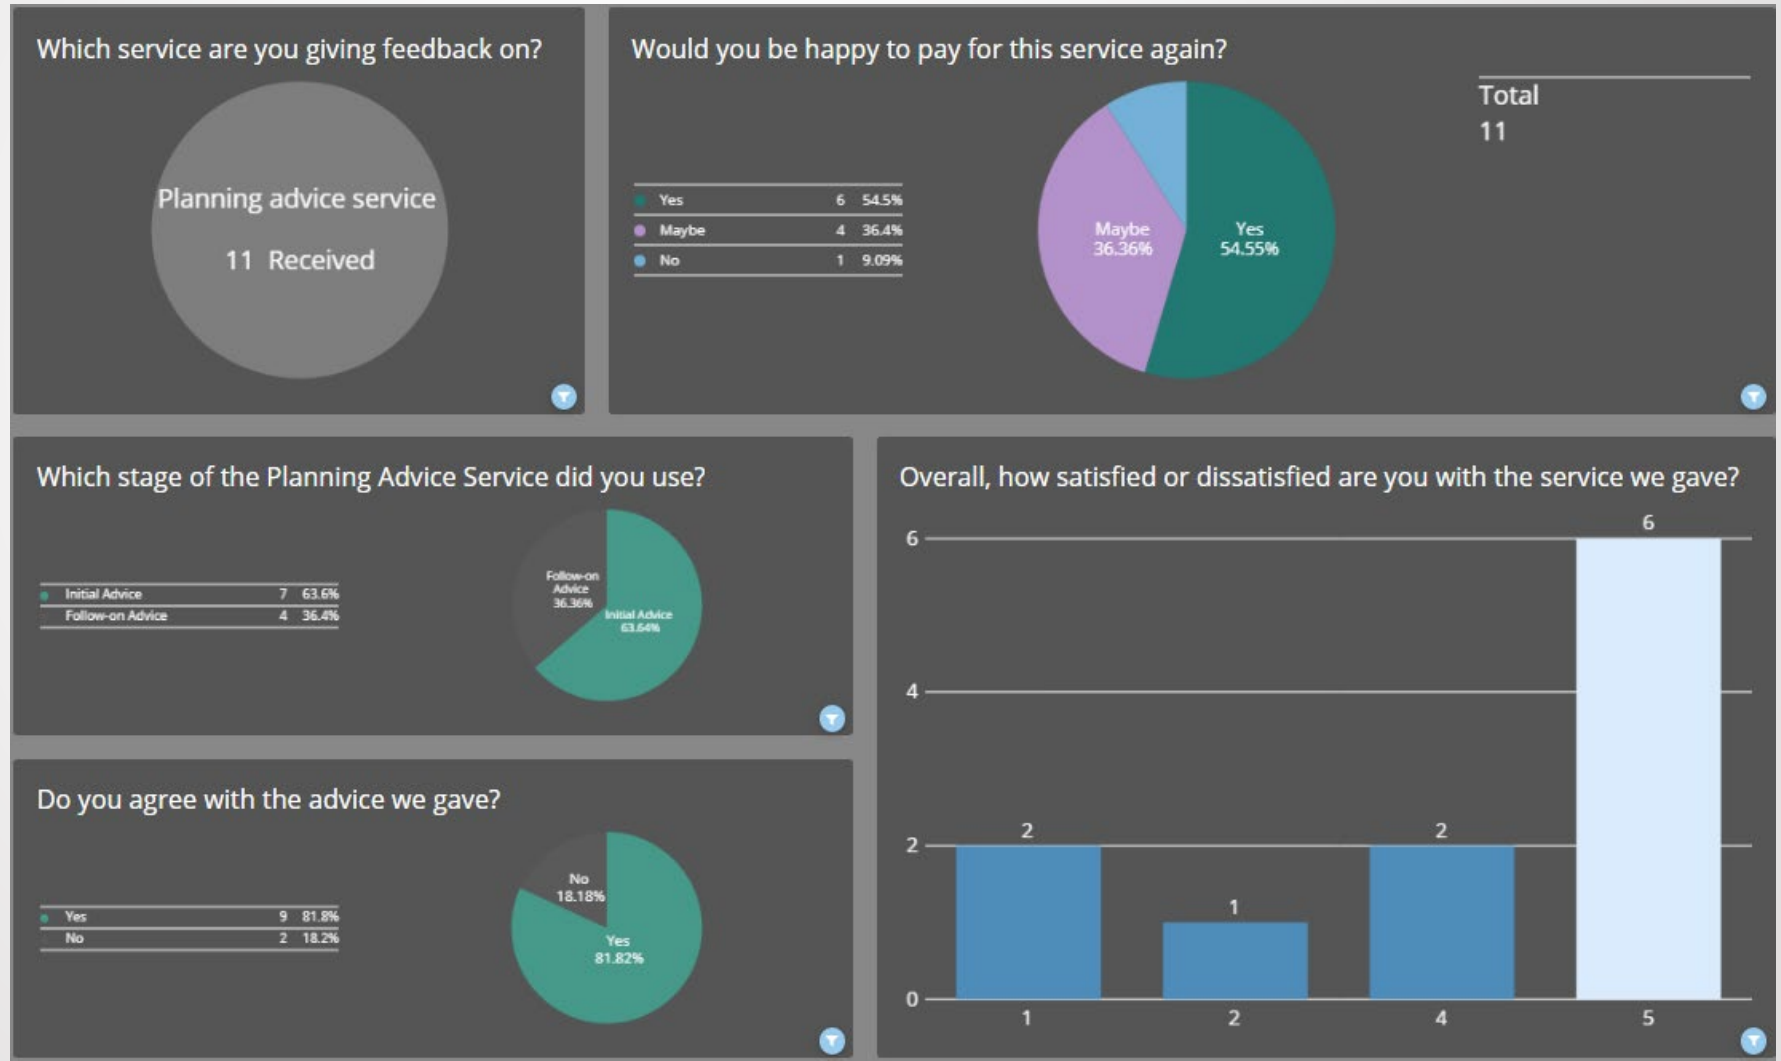 Which service are you giving feedback on?
Planning advice service
11 Received
Would you be happy to pay for this service again?
Yes 6 54.5%
Maybe 4 36.4%
No 1 9.09%
Maybe
36.36%
Yes
54.55%
Total
11
Which stage of the Planning Advice Service did you use?
Initial Advice 7 63.6%
Follow-on Advice 4 36.4%
Follow-on
Advice
36.36%
Initial Advice
63.64%
Do you agree with the advice we gave?
Yes 9 81.8%
No 2 18.2%
No
18.18%
Yes
81.82%
Overall, how satisfied or dissatisfied are you with the service we gave?
6
6
4
2
2
2
1
0
1
2
4
5